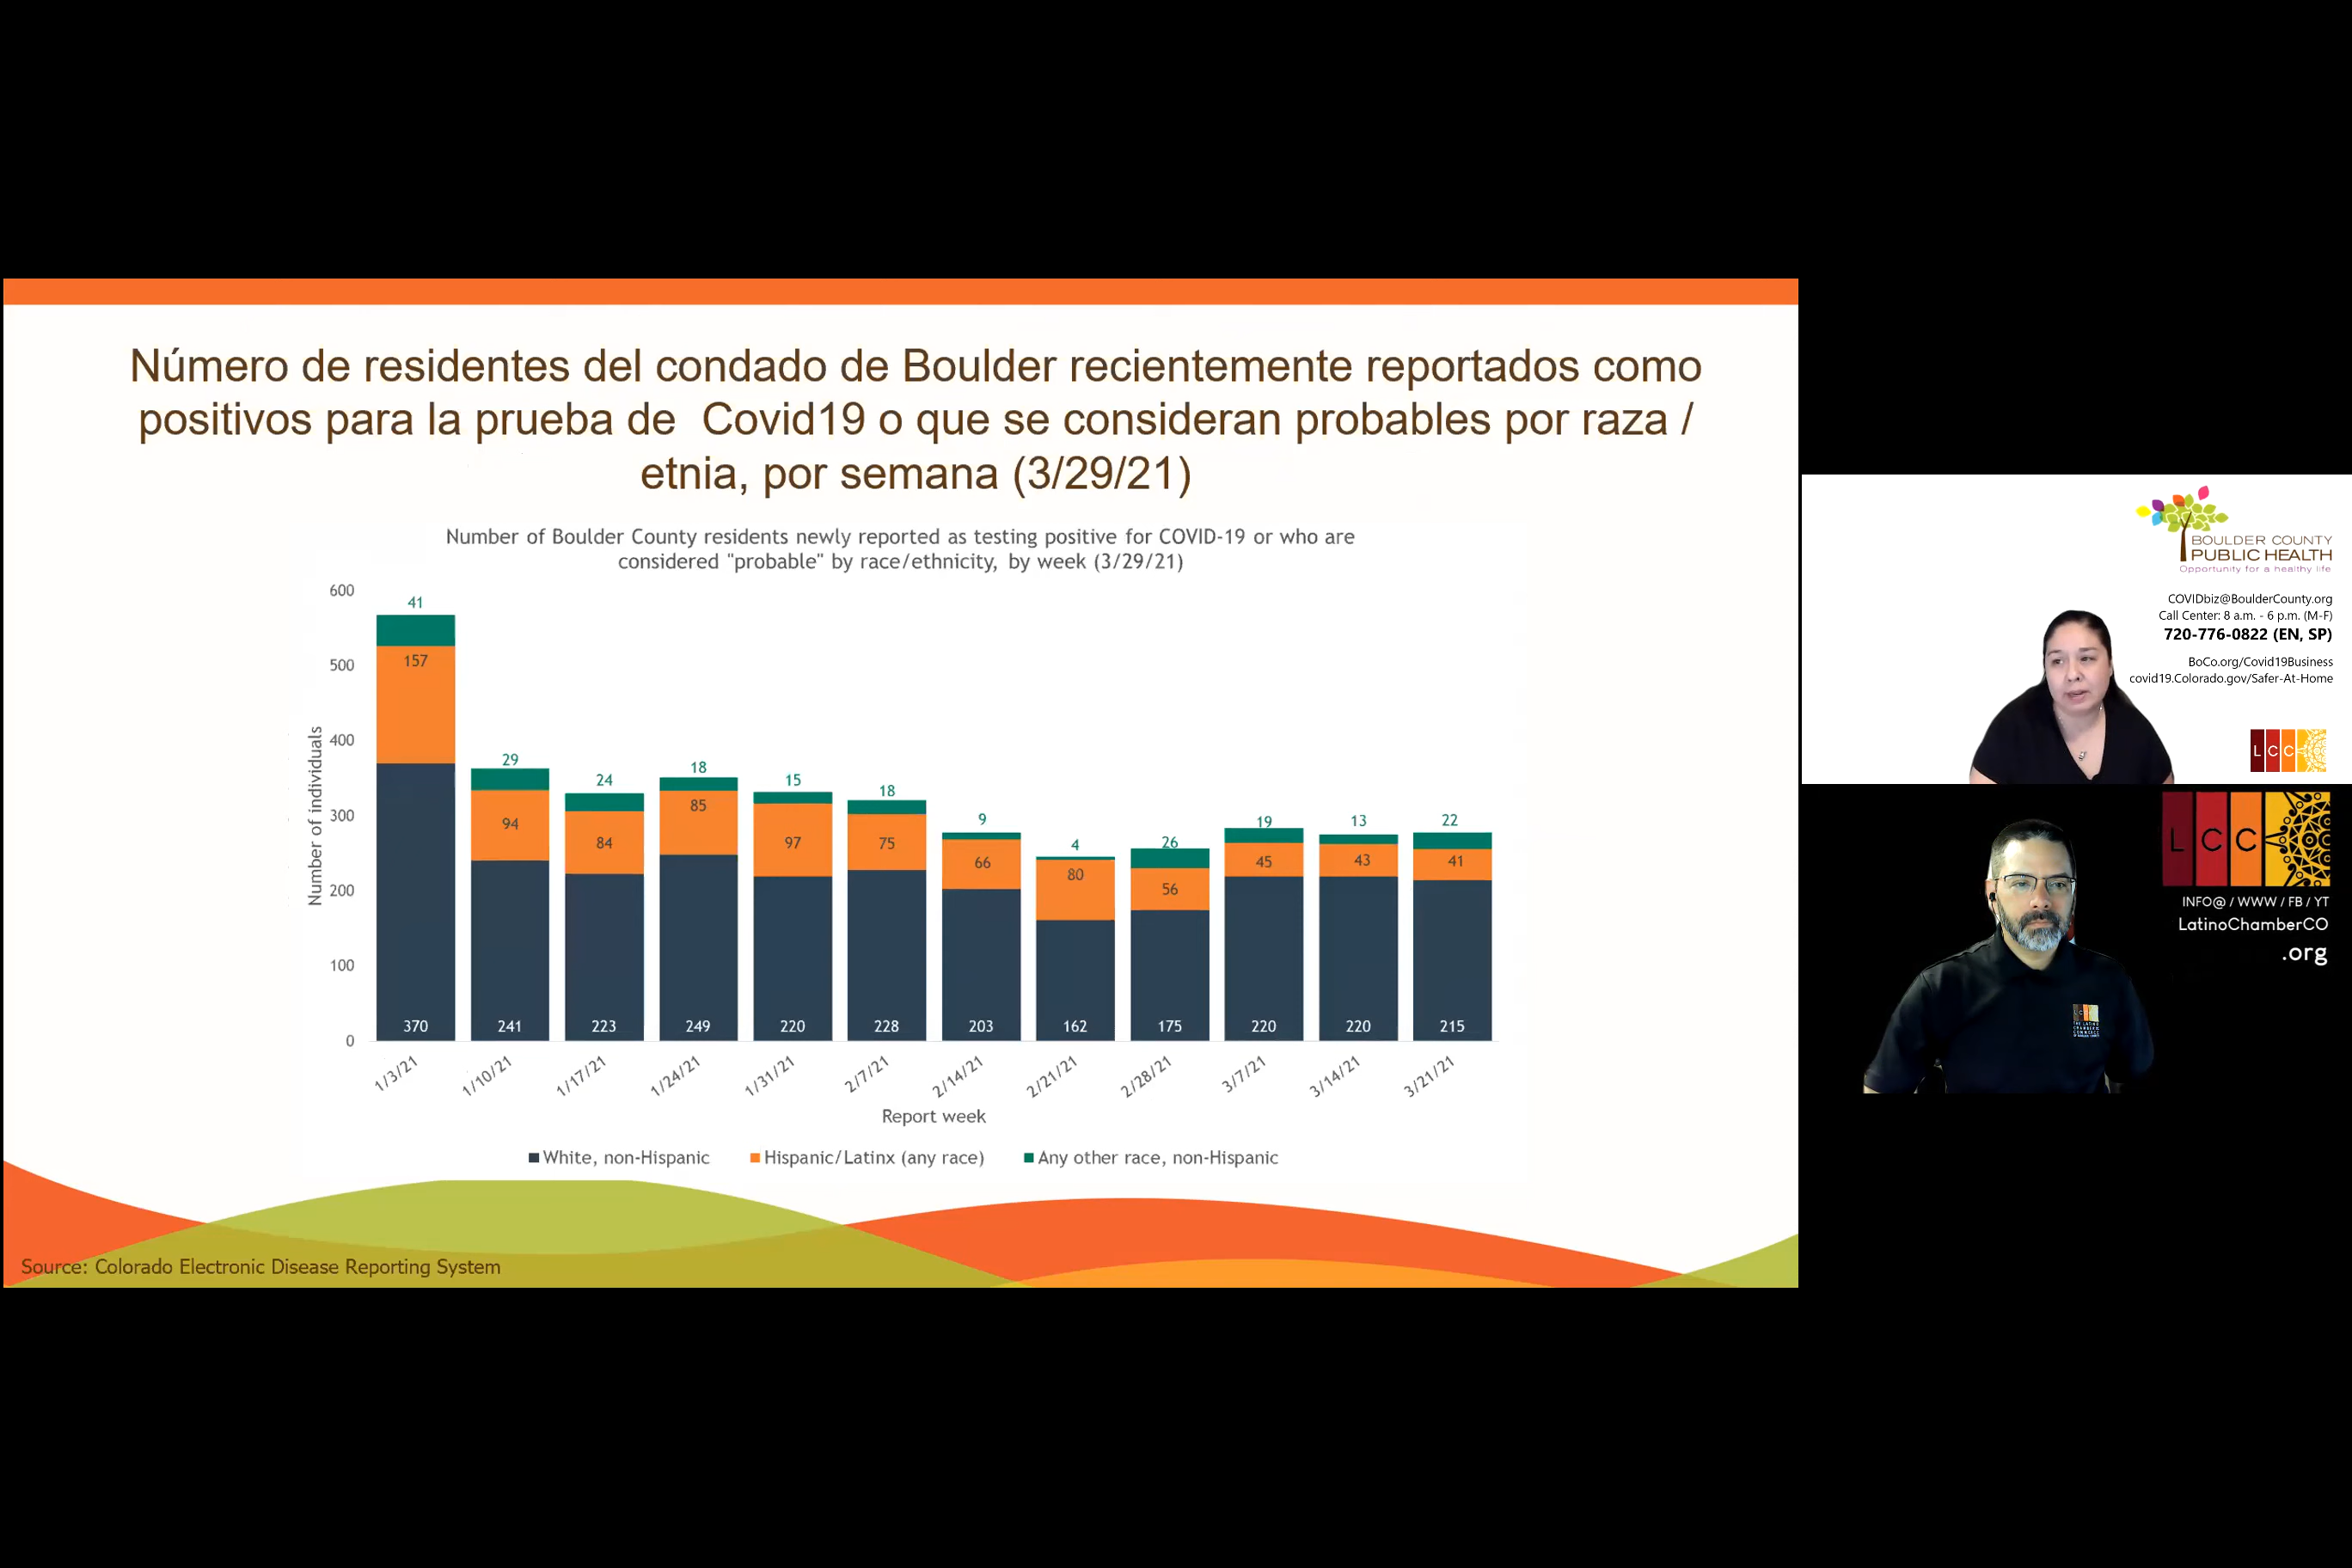 Número de residentes del condado de Boulder recientemente reportados como
positivos para la prueba de Covid19 o que se consideran probables por raza /
etnia, por semana (3/29/21)
Number of Boulder County residents newly reported as testing positive for COVID-19 or who are
considered "probable" by race/ethnicity, by week (3/29/21)
Number of individuals
600
500
400
300
200
100
0
41
157
370
29
94
241
24
84
223
18
85
249
15
97
220
18
75
228
9
66
203
4
80
162
26
56
175
19
45
220
13
43
220
22
41
215
1/3/21
1/10/21
1/17/21
1/24/21
1/31/21
2/7/21
2/14/21
2/21/21
2/28/21
3/7/21
3/14/21
3/21/21
Report week
White, non-Hispanic
Hispanic/Latinx (any race)
Any other race, non-Hispanic
Source: Colorado Electronic Disease Reporting System
BOULDER COUNTY
PUBLIC HEALTH
Opportunity for a healthy life
COVIDbiz@BoulderCounty.org
Call Center: 8 a.m. - 6 p.m. (M-F)
720-776-0822 (EN, SP)
BoCo.org/Covid19Business
covid19.Colorado.gov/Safer-At-Home
LCC
LCC
INFO@ / WWW / FB / YT
LatinoChamberCO
.org